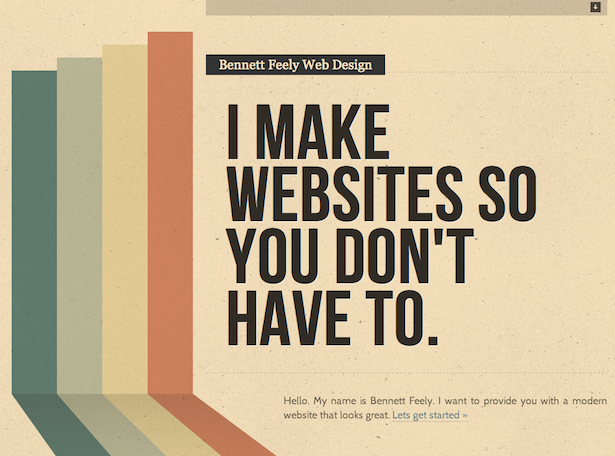 Bennett Feely Web Design
I MAKE
WEBSITES SO
YOU DON'T
HAVE TO.
Hello. My name is Bennett Feely. I want to provide you with a modern
website that looks great. Lets get started »